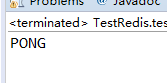 Problems @ Javadoc
<terminated> TestRedis.tes
PONG